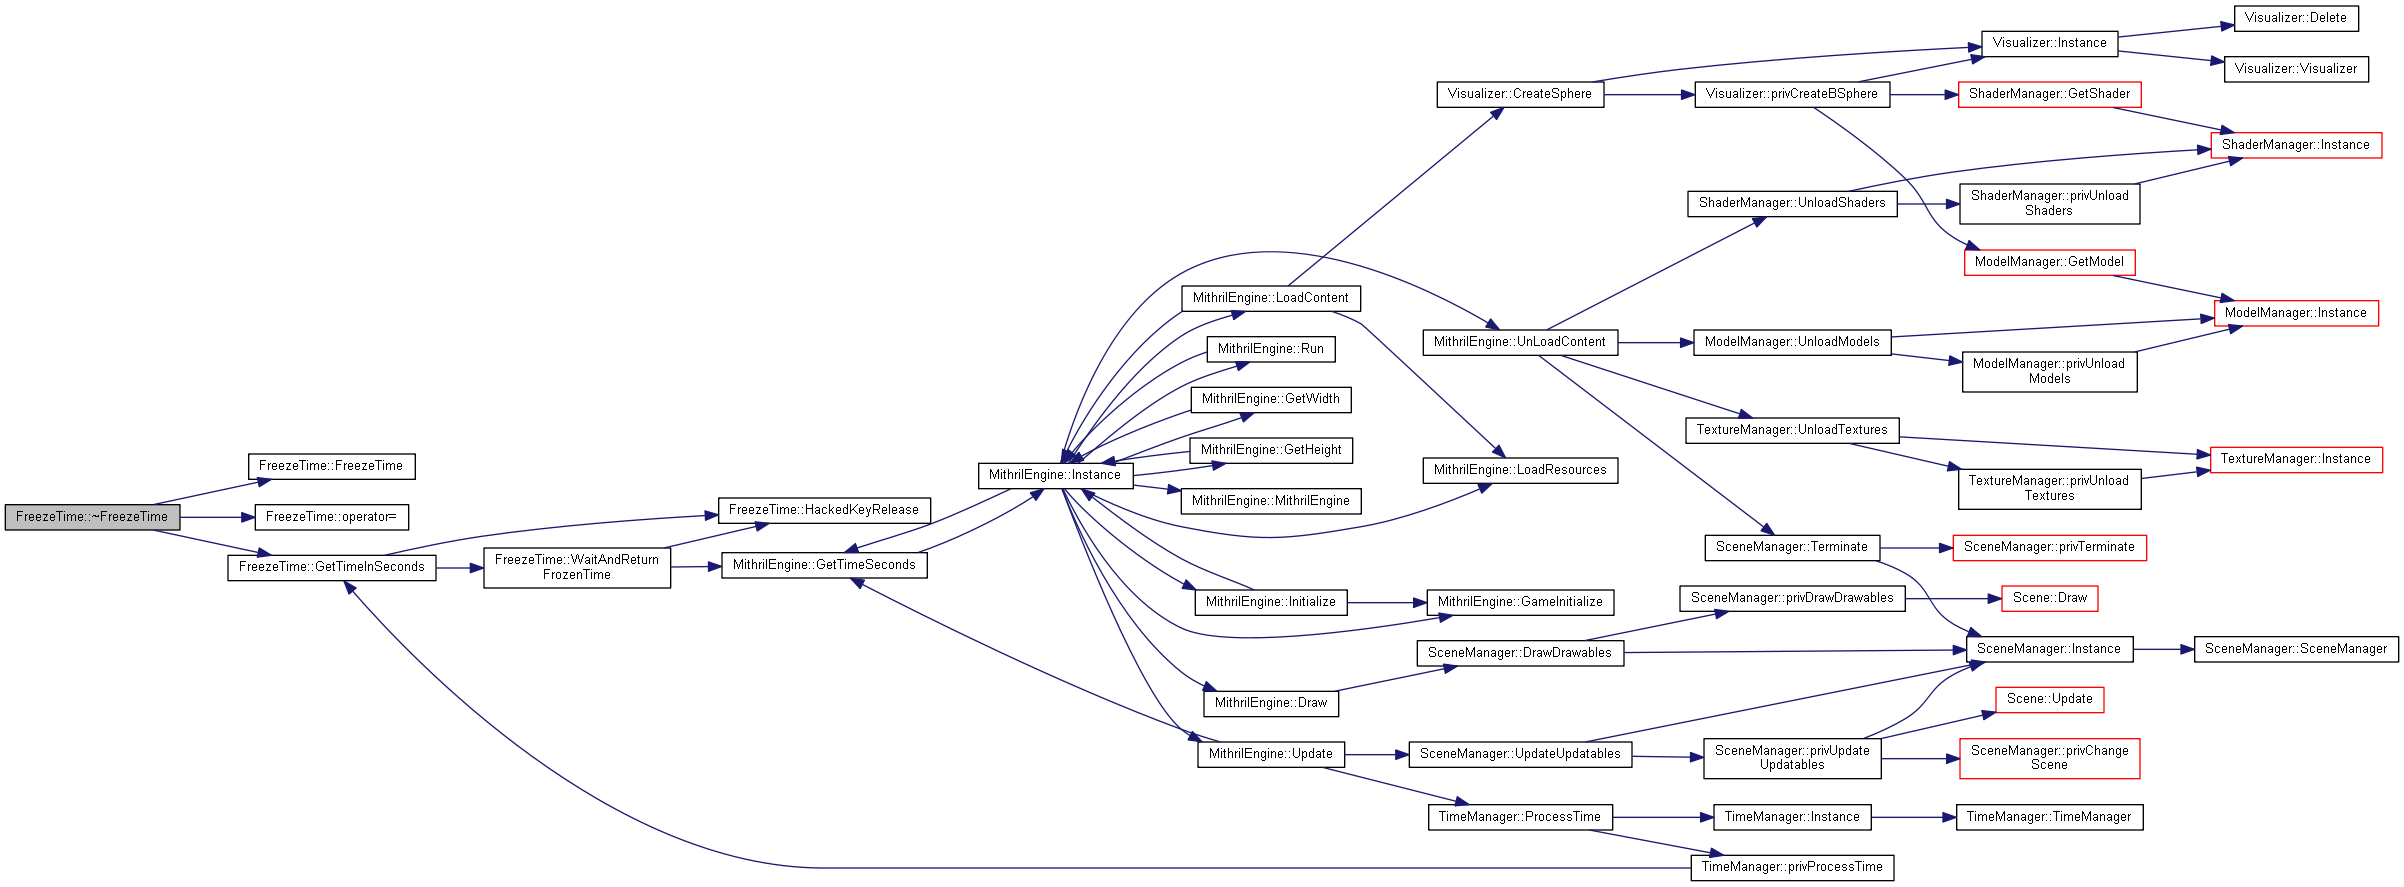 FreezeTime::~FreezeTime
FreezeTime::FreezeTime
FreezeTime::operator=
FreezeTime::GetTimeInSeconds
FreezeTime::WaitAndReturn
FrozenTime
FreezeTime::HackedKeyRelease
MithrilEngine::GetTimeSeconds
MithrilEngine::Instance
MithrilEngine::LoadContent
MithrilEngine::Run
MithrilEngine::GetWidth
MithrilEngine::GetHeight
MithrilEngine::MithrilEngine
MithrilEngine::Initialize
MithrilEngine::Draw
MithrilEngine::Update
Visualizer::CreateSphere
MithrilEngine::UnLoadContent
MithrilEngine::LoadResources
MithrilEngine::GameInitialize
SceneManager::DrawDrawables
SceneManager::UpdateUpdatables
TimeManager::ProcessTime
Visualizer::privCreateBSphere
ShaderManager::UnloadShaders
ModelManager::UnloadModels
TextureManager::UnloadTextures
SceneManager::Terminate
SceneManager::privDrawDrawables
SceneManager::privUpdate
Updatables
TimeManager::Instance
TimeManager::privProcessTime
Visualizer::Instance
ShaderManager::GetShader
ShaderManager::privUnload
Shaders
ModelManager::GetModel
ModelManager::privUnload
Models
TextureManager::privUnload
Textures
SceneManager::privTerminate
Scene::Draw
SceneManager::Instance
Scene::Update
SceneManager::privChange
Scene
TimeManager::TimeManager
Visualizer::Delete
Visualizer::Visualizer
ShaderManager::Instance
ModelManager::Instance
TextureManager::Instance
SceneManager::SceneManager